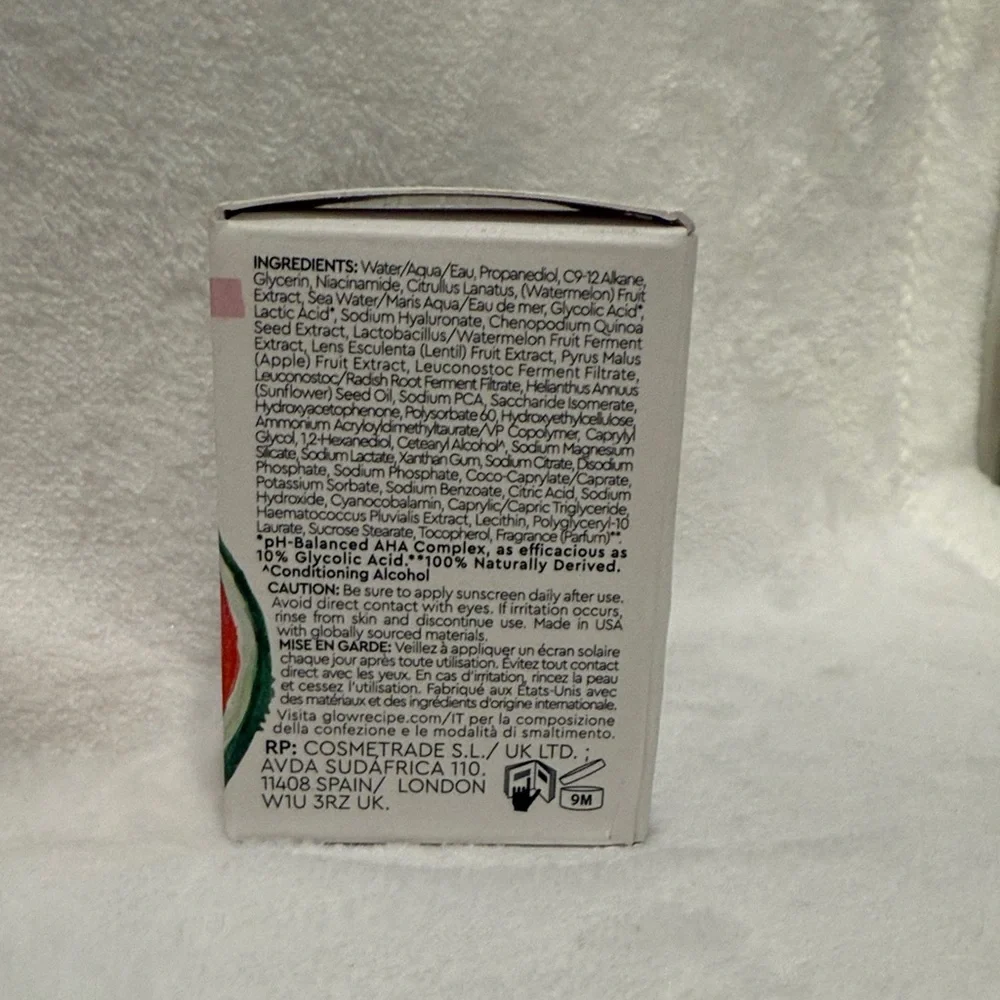 INGREDIENTS: Water/Aqua/Eau, Propanediol, C9-12 Alkane,
Glycerin, Niacinamide, Citrullus Lanatus, (Watermelon) Fruit
Extract, Sea Water/Maris Aqua/Eau de mer, Glycolic Acid*,
Lactic Acid*, Sodium Hyaluronate, Chenopodium Quinoa
Seed Extract, Lactobacillus/Watermelon Fruit Ferment
Extract, Lens Esculenta (Lentil) Fruit Extract, Pyrus Malus
(Apple) Fruit Extract, Leuconostoc Ferment Filtrate,
Leuconostoc/Radish Root Ferment Filtrate, Helianthus Annuus
(Sunflower) Seed Oil, Sodium PCA, Saccharide Isomerate,
Hydroxyacetophenone, Polysorbate 60, Hydroxyethylcellulose,
Ammonium Acryloyldimethyltaurate/VP Copolymer, Caprylyl
Glycol, 1,2-Hexanediol, Cetearyl Alcohol^, Sodium Magnesium
Silicate, Sodium Lactate, Xanthan Gum, Sodium Citrate, Disodium
Phosphate, Sodium Phosphate, Coco-Caprylate/Caprate,
Potassium Sorbate, Sodium Benzoate, Citric Acid, Sodium
Hydroxide, Cyanocobalamin, Caprylic/Capric Triglyceride,
Haematococcus Pluvialis Extract, Lecithin, Polyglyceryl-10
Laurate, Sucrose Stearate, Tocopherol, Fragrance (Parfum)**.
*pH-Balanced AHA Complex, as efficacious as
10% Glycolic Acid.**100% Naturally Derived.
^Conditioning Alcohol
CAUTION: Be sure to apply sunscreen daily after use.
Avoid direct contact with eyes. If irritation occurs,
rinse from skin and discontinue use. Made in USA
with globally sourced materials.
MISE EN GARDE: Veillez à appliquer un écran solaire
chaque jour après toute utilisation. Évitez tout contact
direct avec les yeux. En cas d'irritation, rincez la peau
et cessez l'utilisation. Fabriqué aux États-Unis avec
des matériaux et des ingrédients d'origine internationale.
Visita glowrecipe.com/IT per la composizione
della confezione e le modalità di smaltimento.
RP: COSMETRADE S.L./ UK LTD. ;
AVDA SUDÁFRICA 110.
11408 SPAIN/ LONDON
W1U 3RZ UK.
9M